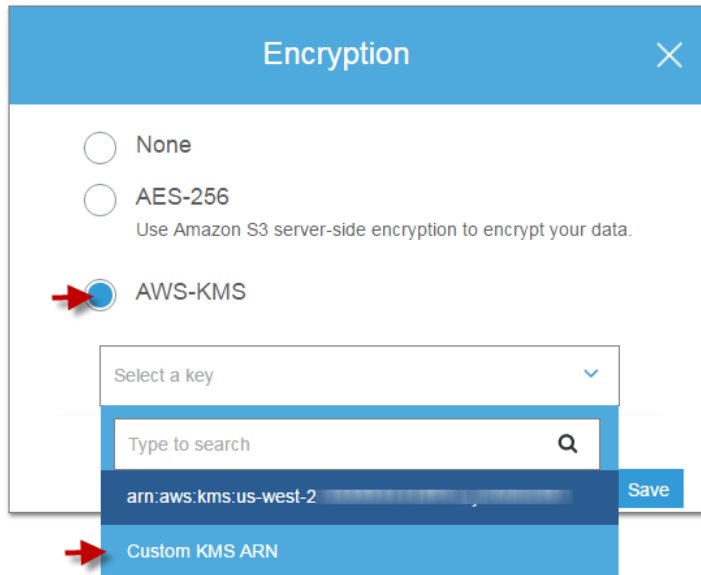 Encryption
None
AES-256
Use Amazon S3 server-side encryption to encrypt your data.
AWS-KMS
Select a key
Type to search
arn:aws:kms:us-west-2
Save
Custom KMS ARN